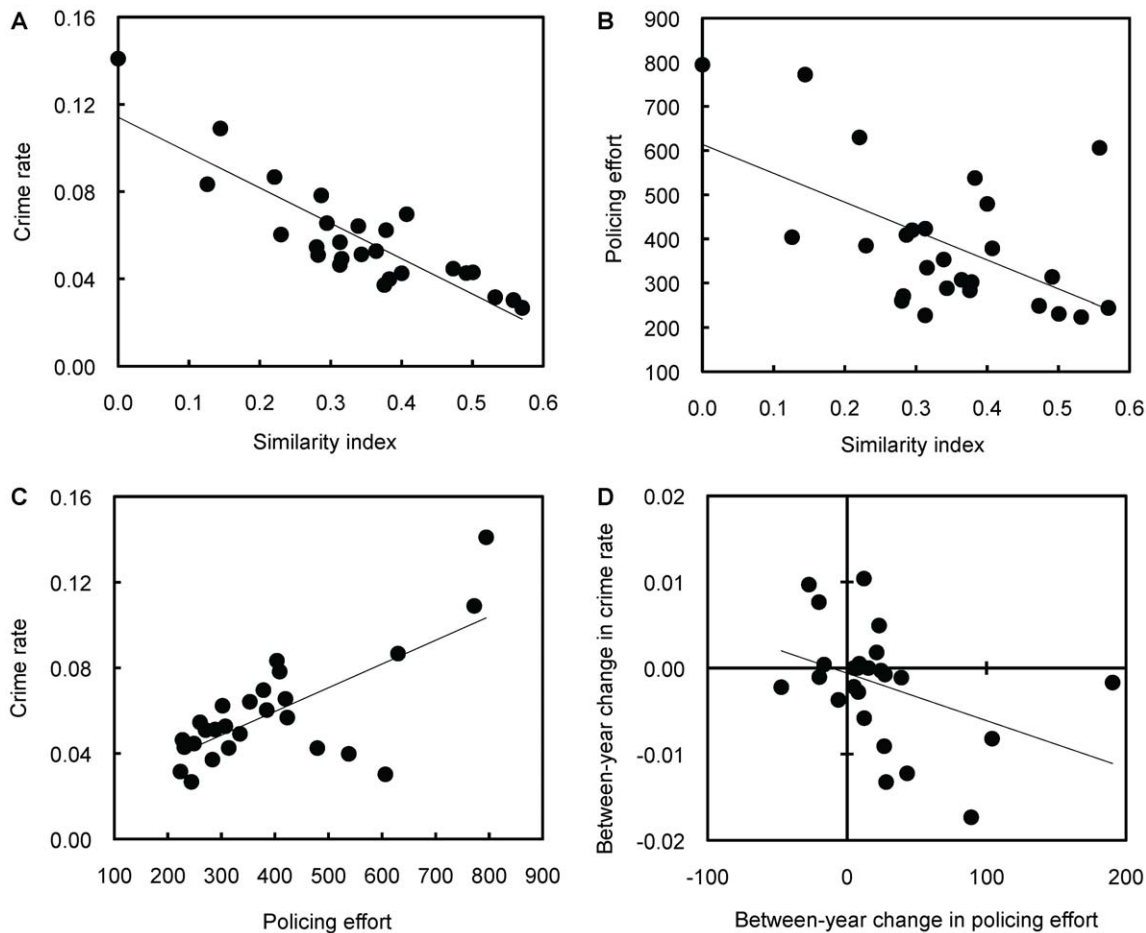 A
0.16
0.12
0.08
0.04
0.00
Crime rate
0.0 0.1 0.2 0.3 0.4 0.5 0.6
Similarity index
B
900
800
700
600
500
400
300
200
100
Policing effort
0.0 0.1 0.2 0.3 0.4 0.5 0.6
Similarity index
C
0.16
0.12
0.08
0.04
0.00
Crime rate
100 200 300 400 500 600 700 800 900
Policing effort
D
0.02
0.01
0.00
-0.01
-0.02
Between-year change in crime rate
-100 0 100 200
Between-year change in policing effort